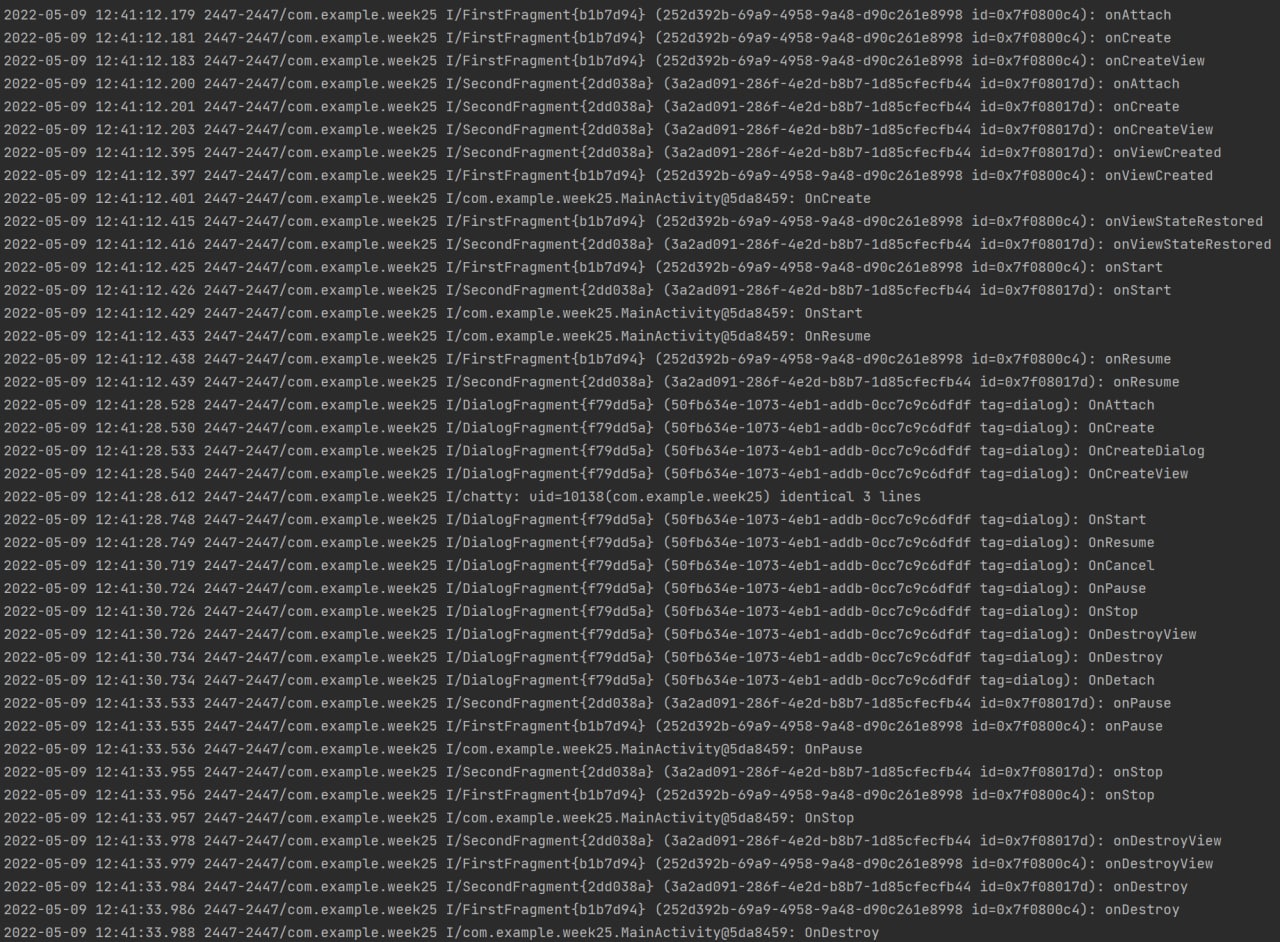 2022-05-09 12:41:12.179 2447-2447/com.example.week25 I/FirstFragment{b1b7d94} (252d392b-69a9-4958-9a48-d90c261e8998 id=0x7f0800c4): onAttach
2022-05-09 12:41:12.181 2447-2447/com.example.week25 I/FirstFragment{b1b7d94} (252d392b-69a9-4958-9a48-d90c261e8998 id=0x7f0800c4): onCreate
2022-05-09 12:41:12.183 2447-2447/com.example.week25 I/FirstFragment{b1b7d94} (252d392b-69a9-4958-9a48-d90c261e8998 id=0x7f0800c4): onCreateView
2022-05-09 12:41:12.200 2447-2447/com.example.week25 I/SecondFragment{2dd038a} (3a2ad091-286f-4e2d-b8b7-1d85cfecfb44 id=0x7f08017d): onAttach
2022-05-09 12:41:12.201 2447-2447/com.example.week25 I/SecondFragment{2dd038a} (3a2ad091-286f-4e2d-b8b7-1d85cfecfb44 id=0x7f08017d): onCreate
2022-05-09 12:41:12.203 2447-2447/com.example.week25 I/SecondFragment{2dd038a} (3a2ad091-286f-4e2d-b8b7-1d85cfecfb44 id=0x7f08017d): onCreateView
2022-05-09 12:41:12.395 2447-2447/com.example.week25 I/SecondFragment{2dd038a} (3a2ad091-286f-4e2d-b8b7-1d85cfecfb44 id=0x7f08017d): onViewCreated
2022-05-09 12:41:12.397 2447-2447/com.example.week25 I/FirstFragment{b1b7d94} (252d392b-69a9-4958-9a48-d90c261e8998 id=0x7f0800c4): onViewCreated
2022-05-09 12:41:12.401 2447-2447/com.example.week25 I/com.example.week25.MainActivity@5da8459: OnCreate
2022-05-09 12:41:12.415 2447-2447/com.example.week25 I/FirstFragment{b1b7d94} (252d392b-69a9-4958-9a48-d90c261e8998 id=0x7f0800c4): onViewStateRestored
2022-05-09 12:41:12.416 2447-2447/com.example.week25 I/SecondFragment{2dd038a} (3a2ad091-286f-4e2d-b8b7-1d85cfecfb44 id=0x7f08017d): onViewStateRestored
2022-05-09 12:41:12.425 2447-2447/com.example.week25 I/FirstFragment{b1b7d94} (252d392b-69a9-4958-9a48-d90c261e8998 id=0x7f0800c4): onStart
2022-05-09 12:41:12.426 2447-2447/com.example.week25 I/SecondFragment{2dd038a} (3a2ad091-286f-4e2d-b8b7-1d85cfecfb44 id=0x7f08017d): onStart
2022-05-09 12:41:12.429 2447-2447/com.example.week25 I/com.example.week25.MainActivity@5da8459: OnStart
2022-05-09 12:41:12.433 2447-2447/com.example.week25 I/com.example.week25.MainActivity@5da8459: OnResume
2022-05-09 12:41:12.438 2447-2447/com.example.week25 I/FirstFragment{b1b7d94} (252d392b-69a9-4958-9a48-d90c261e8998 id=0x7f0800c4): onResume
2022-05-09 12:41:12.439 2447-2447/com.example.week25 I/SecondFragment{2dd038a} (3a2ad091-286f-4e2d-b8b7-1d85cfecfb44 id=0x7f08017d): onResume
2022-05-09 12:41:28.528 2447-2447/com.example.week25 I/DialogFragment{f79dd5a} (50fb634e-1073-4eb1-addb-0cc7c9c6dfdf tag=dialog): OnAttach
2022-05-09 12:41:28.530 2447-2447/com.example.week25 I/DialogFragment{f79dd5a} (50fb634e-1073-4eb1-addb-0cc7c9c6dfdf tag=dialog): OnCreate
2022-05-09 12:41:28.533 2447-2447/com.example.week25 I/DialogFragment{f79dd5a} (50fb634e-1073-4eb1-addb-0cc7c9c6dfdf tag=dialog): OnCreateDialog
2022-05-09 12:41:28.540 2447-2447/com.example.week25 I/DialogFragment{f79dd5a} (50fb634e-1073-4eb1-addb-0cc7c9c6dfdf tag=dialog): OnCreateView
2022-05-09 12:41:28.612 2447-2447/com.example.week25 I/chatty: uid=10138(com.example.week25) identical 3 lines
2022-05-09 12:41:28.748 2447-2447/com.example.week25 I/DialogFragment{f79dd5a} (50fb634e-1073-4eb1-addb-0cc7c9c6dfdf tag=dialog): OnStart
2022-05-09 12:41:28.749 2447-2447/com.example.week25 I/DialogFragment{f79dd5a} (50fb634e-1073-4eb1-addb-0cc7c9c6dfdf tag=dialog): OnResume
2022-05-09 12:41:30.719 2447-2447/com.example.week25 I/DialogFragment{f79dd5a} (50fb634e-1073-4eb1-addb-0cc7c9c6dfdf tag=dialog): OnCancel
2022-05-09 12:41:30.724 2447-2447/com.example.week25 I/DialogFragment{f79dd5a} (50fb634e-1073-4eb1-addb-0cc7c9c6dfdf tag=dialog): OnPause
2022-05-09 12:41:30.726 2447-2447/com.example.week25 I/DialogFragment{f79dd5a} (50fb634e-1073-4eb1-addb-0cc7c9c6dfdf tag=dialog): OnStop
2022-05-09 12:41:30.726 2447-2447/com.example.week25 I/DialogFragment{f79dd5a} (50fb634e-1073-4eb1-addb-0cc7c9c6dfdf tag=dialog): OnDestroyView
2022-05-09 12:41:30.734 2447-2447/com.example.week25 I/DialogFragment{f79dd5a} (50fb634e-1073-4eb1-addb-0cc7c9c6dfdf tag=dialog): OnDestroy
2022-05-09 12:41:30.734 2447-2447/com.example.week25 I/DialogFragment{f79dd5a} (50fb634e-1073-4eb1-addb-0cc7c9c6dfdf tag=dialog): OnDetach
2022-05-09 12:41:33.533 2447-2447/com.example.week25 I/SecondFragment{2dd038a} (3a2ad091-286f-4e2d-b8b7-1d85cfecfb44 id=0x7f08017d): onPause
2022-05-09 12:41:33.535 2447-2447/com.example.week25 I/FirstFragment{b1b7d94} (252d392b-69a9-4958-9a48-d90c261e8998 id=0x7f0800c4): onPause
2022-05-09 12:41:33.536 2447-2447/com.example.week25 I/com.example.week25.MainActivity@5da8459: OnPause
2022-05-09 12:41:33.955 2447-2447/com.example.week25 I/SecondFragment{2dd038a} (3a2ad091-286f-4e2d-b8b7-1d85cfecfb44 id=0x7f08017d): onStop
2022-05-09 12:41:33.956 2447-2447/com.example.week25 I/FirstFragment{b1b7d94} (252d392b-69a9-4958-9a48-d90c261e8998 id=0x7f0800c4): onStop
2022-05-09 12:41:33.957 2447-2447/com.example.week25 I/com.example.week25.MainActivity@5da8459: OnStop
2022-05-09 12:41:33.978 2447-2447/com.example.week25 I/SecondFragment{2dd038a} (3a2ad091-286f-4e2d-b8b7-1d85cfecfb44 id=0x7f08017d): onDestroyView
2022-05-09 12:41:33.979 2447-2447/com.example.week25 I/FirstFragment{b1b7d94} (252d392b-69a9-4958-9a48-d90c261e8998 id=0x7f0800c4): onDestroyView
2022-05-09 12:41:33.984 2447-2447/com.example.week25 I/SecondFragment{2dd038a} (3a2ad091-286f-4e2d-b8b7-1d85cfecfb44 id=0x7f08017d): onDestroy
2022-05-09 12:41:33.986 2447-2447/com.example.week25 I/FirstFragment{b1b7d94} (252d392b-69a9-4958-9a48-d90c261e8998 id=0x7f0800c4): onDestroy
2022-05-09 12:41:33.988 2447-2447/com.example.week25 I/com.example.week25.MainActivity@5da8459: OnDestroy